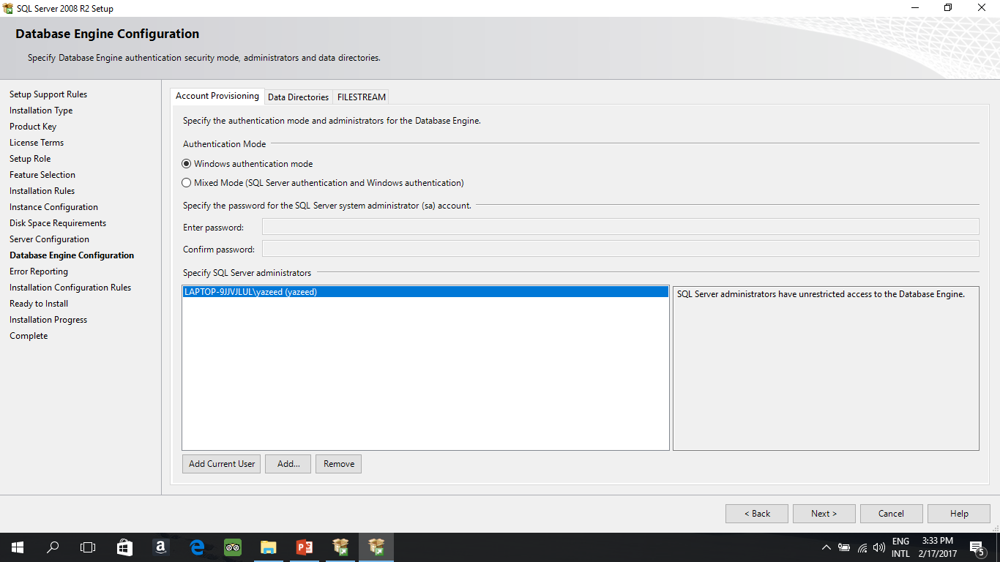 SQL Server 2008 R2 Setup
Database Engine Configuration
Specify Database Engine authentication security mode, administrators and data directories.
Setup Support Rules
Installation Type
Product Key
License Terms
Setup Role
Feature Selection
Installation Rules
Instance Configuration
Disk Space Requirements
Server Configuration
Database Engine Configuration
Error Reporting
Installation Configuration Rules
Ready to Install
Installation Progress
Complete
Account Provisioning Data Directories FILESTREAM
Specify the authentication mode and administrators for the Database Engine.
Authentication Mode
Windows authentication mode
Mixed Mode (SQL Server authentication and Windows authentication)
Specify the password for the SQL Server system administrator (sa) account.
Enter password:
Confirm password:
Specify SQL Server administrators
LAPTOP-9JJVJLUL\yazeed (yazeed)
SQL Server administrators have unrestricted access to the Database Engine.
Add Current User Add... Remove
< Back Next > Cancel Help
ENG 3:33 PM
INTL 2/17/2017
5